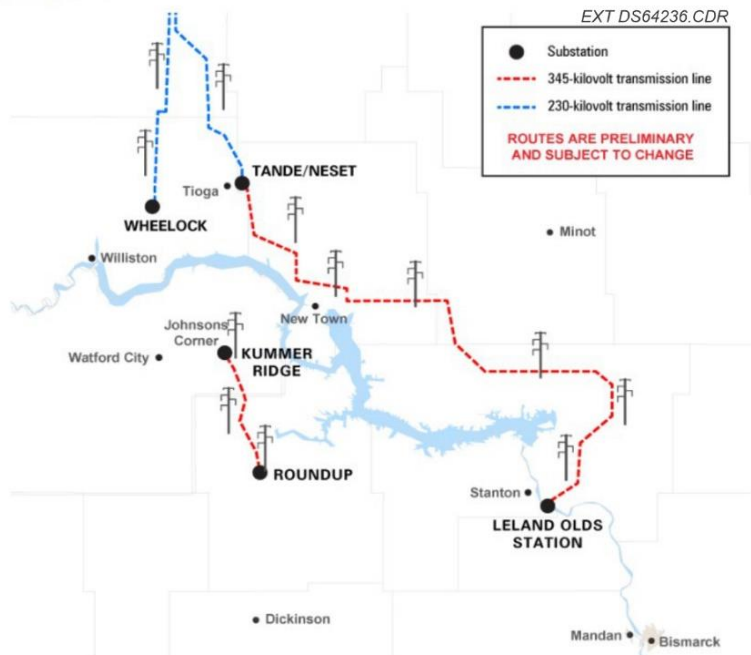 EXT DS64236.CDR
Substation
345-kilovolt transmission line
230-kilovolt transmission line
ROUTES ARE PRELIMINARY
AND SUBJECT TO CHANGE
TANDE/NESET
Tioga
WHEELOCK
Minot
Williston
New Town
Johnsons
Corner
KUMMER
RIDGE
Watford City
ROUNDUP
Stanton
LELAND OLDS
STATION
Dickinson
Mandan
Bismarck